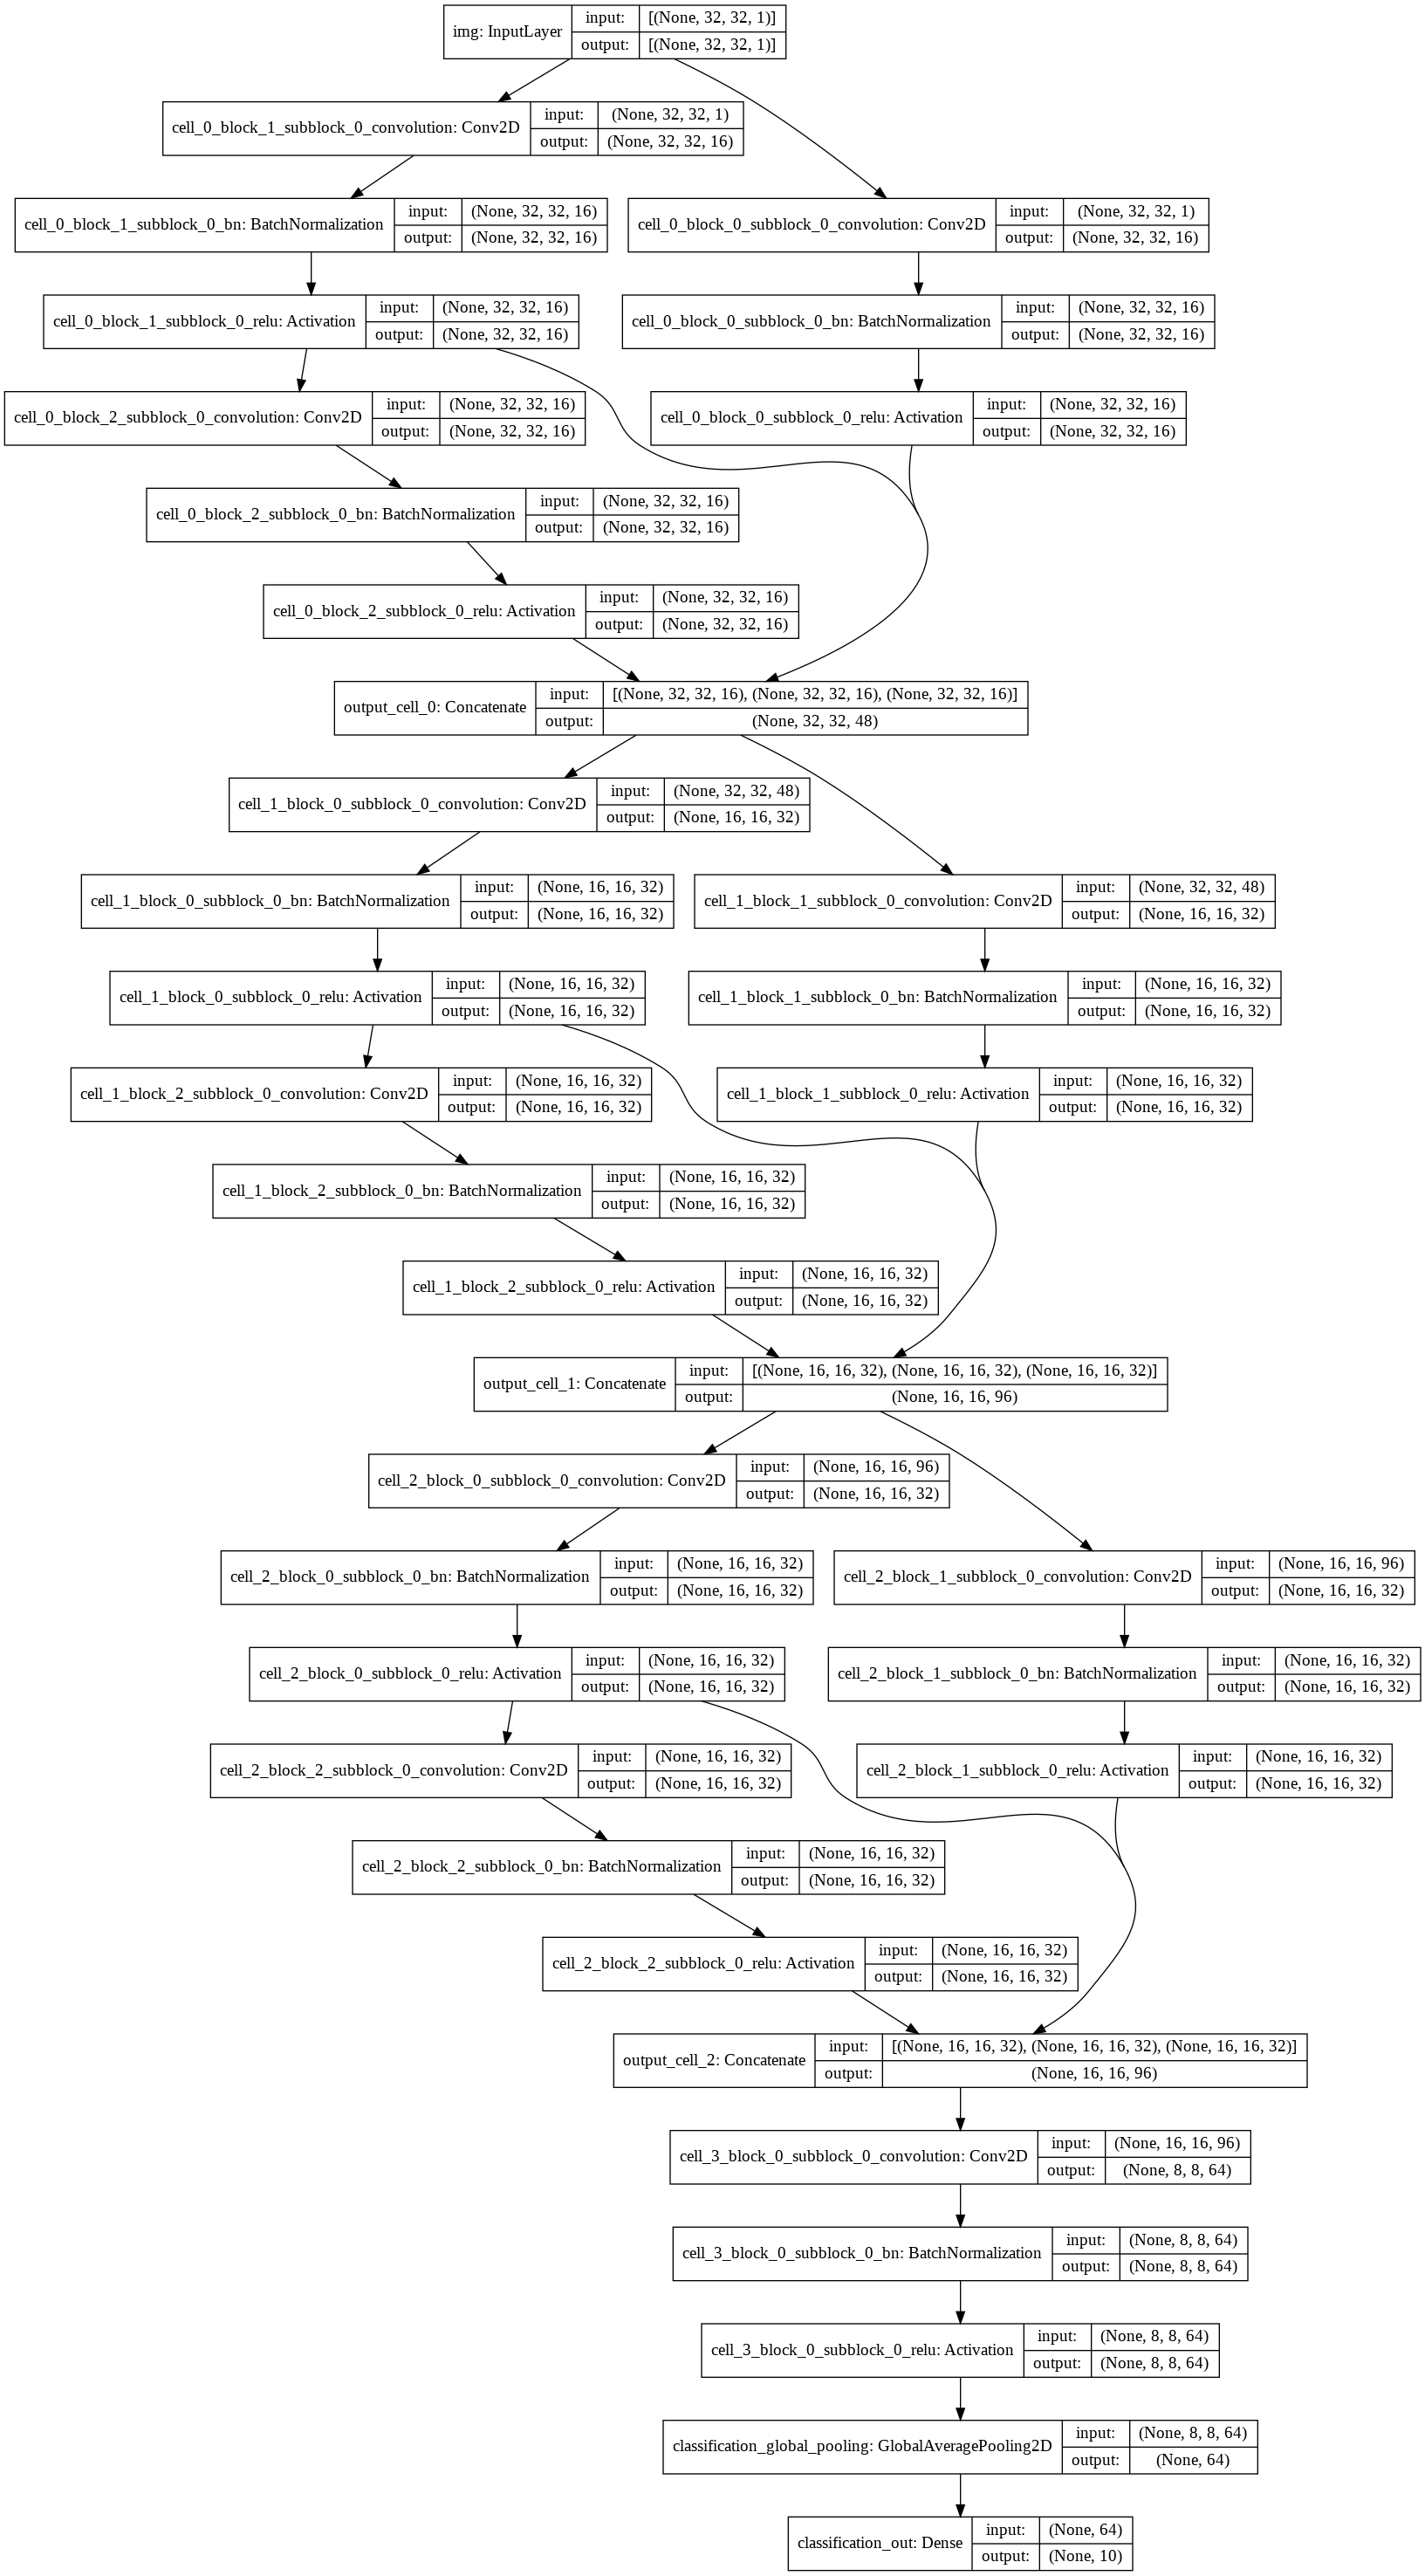 img: InputLayer
input: [(None, 32, 32, 1)]
output: [(None, 32, 32, 1)]
cell_0_block_1_subblock_0_convolution: Conv2D
input: (None, 32, 32, 1)
output: (None, 32, 32, 16)
cell_0_block_1_subblock_0_bn: BatchNormalization
input: (None, 32, 32, 16)
output: (None, 32, 32, 16)
cell_0_block_0_subblock_0_convolution: Conv2D
input: (None, 32, 32, 1)
output: (None, 32, 32, 16)
cell_0_block_1_subblock_0_relu: Activation
input: (None, 32, 32, 16)
output: (None, 32, 32, 16)
cell_0_block_0_subblock_0_bn: BatchNormalization
input: (None, 32, 32, 16)
output: (None, 32, 32, 16)
cell_0_block_2_subblock_0_convolution: Conv2D
input: (None, 32, 32, 16)
output: (None, 32, 32, 16)
cell_0_block_0_subblock_0_relu: Activation
input: (None, 32, 32, 16)
output: (None, 32, 32, 16)
cell_0_block_2_subblock_0_bn: BatchNormalization
input: (None, 32, 32, 16)
output: (None, 32, 32, 16)
cell_0_block_2_subblock_0_relu: Activation
input: (None, 32, 32, 16)
output: (None, 32, 32, 16)
output_cell_0: Concatenate
input: [(None, 32, 32, 16), (None, 32, 32, 16), (None, 32, 32, 16)]
output: (None, 32, 32, 48)
cell_1_block_0_subblock_0_convolution: Conv2D
input: (None, 32, 32, 48)
output: (None, 16, 16, 32)
cell_1_block_0_subblock_0_bn: BatchNormalization
input: (None, 16, 16, 32)
output: (None, 16, 16, 32)
cell_1_block_1_subblock_0_convolution: Conv2D
input: (None, 32, 32, 48)
output: (None, 16, 16, 32)
cell_1_block_0_subblock_0_relu: Activation
input: (None, 16, 16, 32)
output: (None, 16, 16, 32)
cell_1_block_1_subblock_0_bn: BatchNormalization
input: (None, 16, 16, 32)
output: (None, 16, 16, 32)
cell_1_block_2_subblock_0_convolution: Conv2D
input: (None, 16, 16, 32)
output: (None, 16, 16, 32)
cell_1_block_1_subblock_0_relu: Activation
input: (None, 16, 16, 32)
output: (None, 16, 16, 32)
cell_1_block_2_subblock_0_bn: BatchNormalization
input: (None, 16, 16, 32)
output: (None, 16, 16, 32)
cell_1_block_2_subblock_0_relu: Activation
input: (None, 16, 16, 32)
output: (None, 16, 16, 32)
output_cell_1: Concatenate
input: [(None, 16, 16, 32), (None, 16, 16, 32), (None, 16, 16, 32)]
output: (None, 16, 16, 96)
cell_2_block_0_subblock_0_convolution: Conv2D
input: (None, 16, 16, 96)
output: (None, 16, 16, 32)
cell_2_block_0_subblock_0_bn: BatchNormalization
input: (None, 16, 16, 32)
output: (None, 16, 16, 32)
cell_2_block_1_subblock_0_convolution: Conv2D
input: (None, 16, 16, 96)
output: (None, 16, 16, 32)
cell_2_block_0_subblock_0_relu: Activation
input: (None, 16, 16, 32)
output: (None, 16, 16, 32)
cell_2_block_1_subblock_0_bn: BatchNormalization
input: (None, 16, 16, 32)
output: (None, 16, 16, 32)
cell_2_block_2_subblock_0_convolution: Conv2D
input: (None, 16, 16, 32)
output: (None, 16, 16, 32)
cell_2_block_1_subblock_0_relu: Activation
input: (None, 16, 16, 32)
output: (None, 16, 16, 32)
cell_2_block_2_subblock_0_bn: BatchNormalization
input: (None, 16, 16, 32)
output: (None, 16, 16, 32)
cell_2_block_2_subblock_0_relu: Activation
input: (None, 16, 16, 32)
output: (None, 16, 16, 32)
output_cell_2: Concatenate
input: [(None, 16, 16, 32), (None, 16, 16, 32), (None, 16, 16, 32)]
output: (None, 16, 16, 96)
cell_3_block_0_subblock_0_convolution: Conv2D
input: (None, 16, 16, 96)
output: (None, 8, 8, 64)
cell_3_block_0_subblock_0_bn: BatchNormalization
input: (None, 8, 8, 64)
output: (None, 8, 8, 64)
cell_3_block_0_subblock_0_relu: Activation
input: (None, 8, 8, 64)
output: (None, 8, 8, 64)
classification_global_pooling: GlobalAveragePooling2D
input: (None, 8, 8, 64)
output: (None, 64)
classification_out: Dense
input: (None, 64)
output: (None, 10)